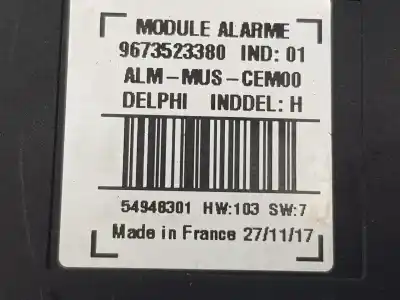 MODULE ALARME
9673523380 IND: 01
ALM-MUS-CEM00
DELPHI INDDEL: H
54948301 HW:103 SW:7
Made in France 27/11/17